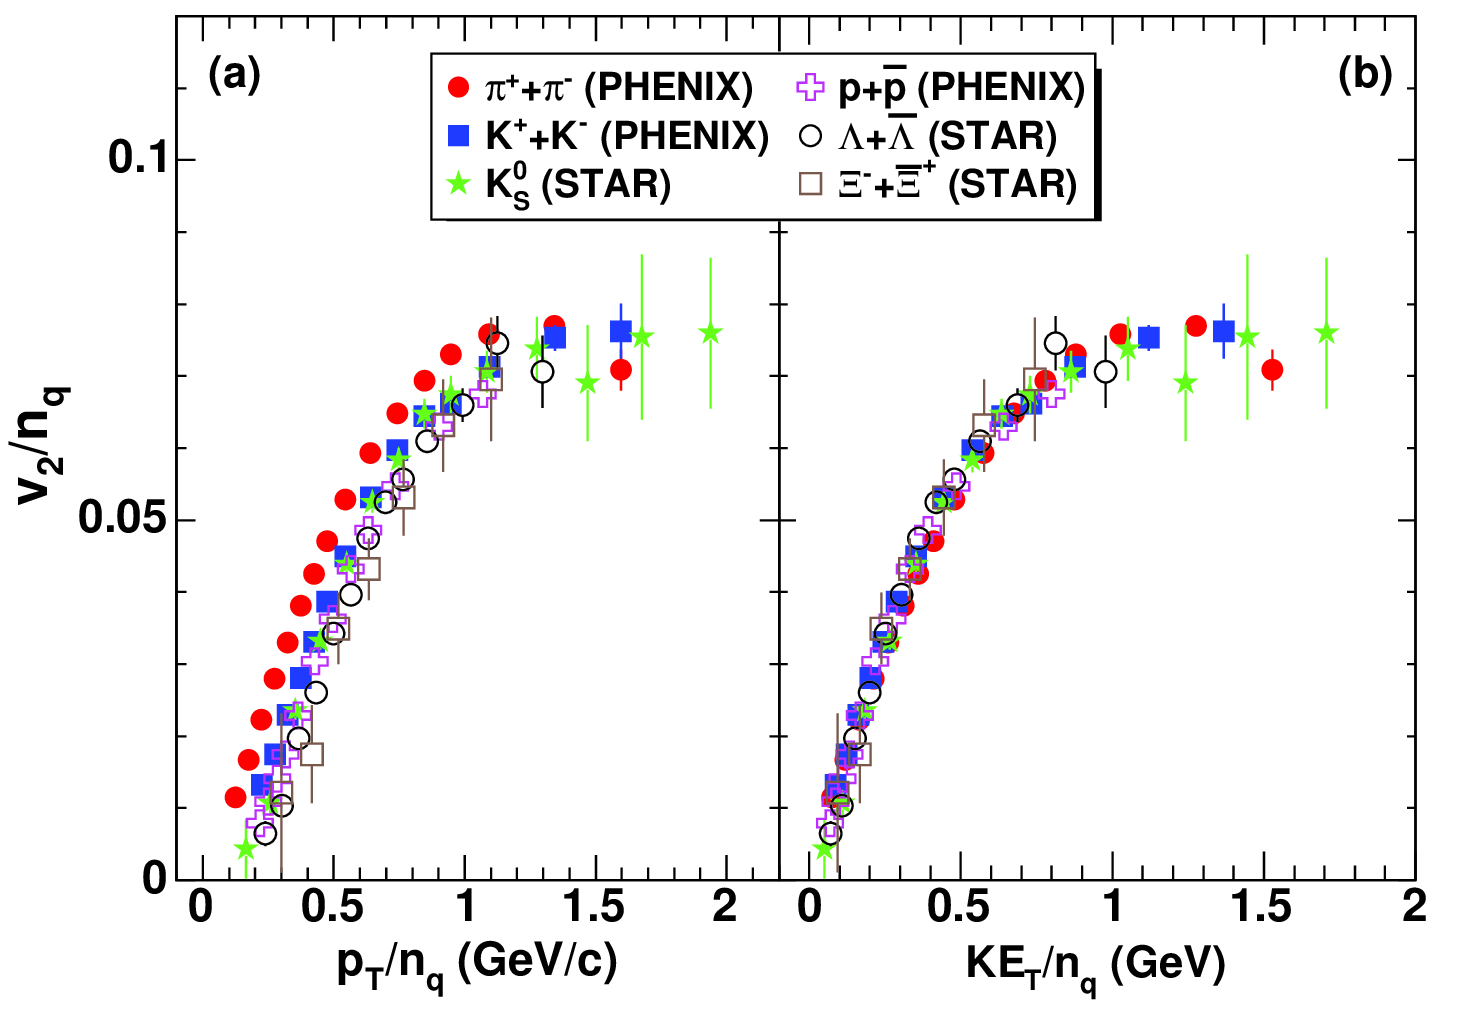 (a)
(b)
π⁺+π⁻ (PHENIX)
K⁺+K⁻ (PHENIX)
K⁰_S (STAR)
p+p̅ (PHENIX)
Λ+Λ̅ (STAR)
Ξ⁻+Ξ̅⁺ (STAR)
v₂/n_q
0.1
0.05
0
0 0.5 1 1.5 2
0 0.5 1 1.5 2
p_T/n_q (GeV/c)
KE_T/n_q (GeV)